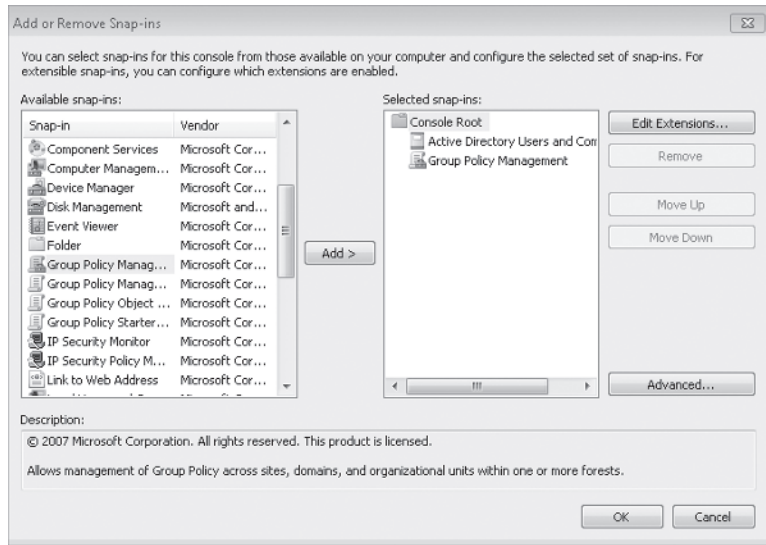 Add or Remove Snap-ins
You can select snap-ins for this console from those available on your computer and configure the selected set of snap-ins. For
extensible snap-ins, you can configure which extensions are enabled.
Available snap-ins:
Snap-in Vendor
Component Services Microsoft Cor...
Computer Managem... Microsoft Cor...
Device Manager Microsoft Cor...
Disk Management Microsoft and...
Event Viewer Microsoft Cor...
Folder Microsoft Cor...
Group Policy Manag... Microsoft Cor...
Group Policy Manag... Microsoft Cor...
Group Policy Object ... Microsoft Cor...
Group Policy Starter... Microsoft Cor...
IP Security Monitor Microsoft Cor...
IP Security Policy M... Microsoft Cor...
Link to Web Address Microsoft Cor...
Add >
Selected snap-ins:
Console Root
Active Directory Users and Com
Group Policy Management
Edit Extensions...
Remove
Move Up
Move Down
Advanced...
Description:
© 2007 Microsoft Corporation. All rights reserved. This product is licensed.
Allows management of Group Policy across sites, domains, and organizational units within one or more forests.
OK
Cancel